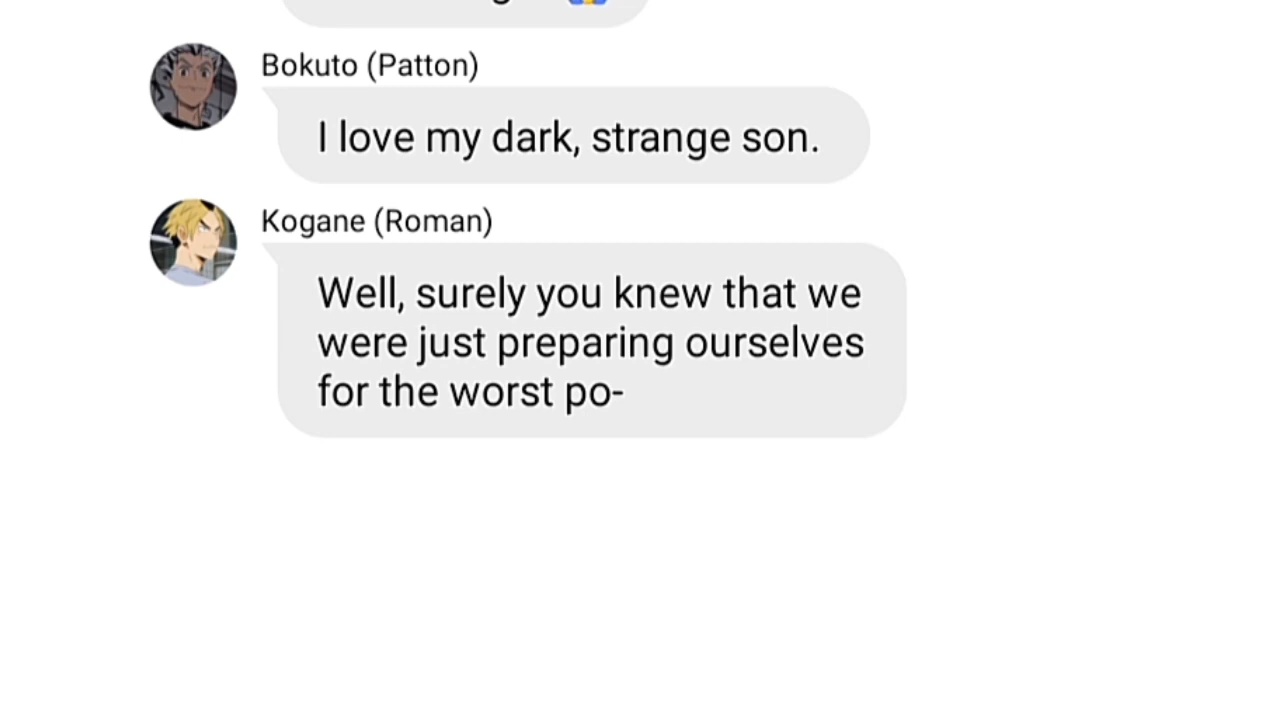 Bokuto (Patton)
I love my dark, strange son.
Kogane (Roman)
Well, surely you knew that we
were just preparing ourselves
for the worst po-